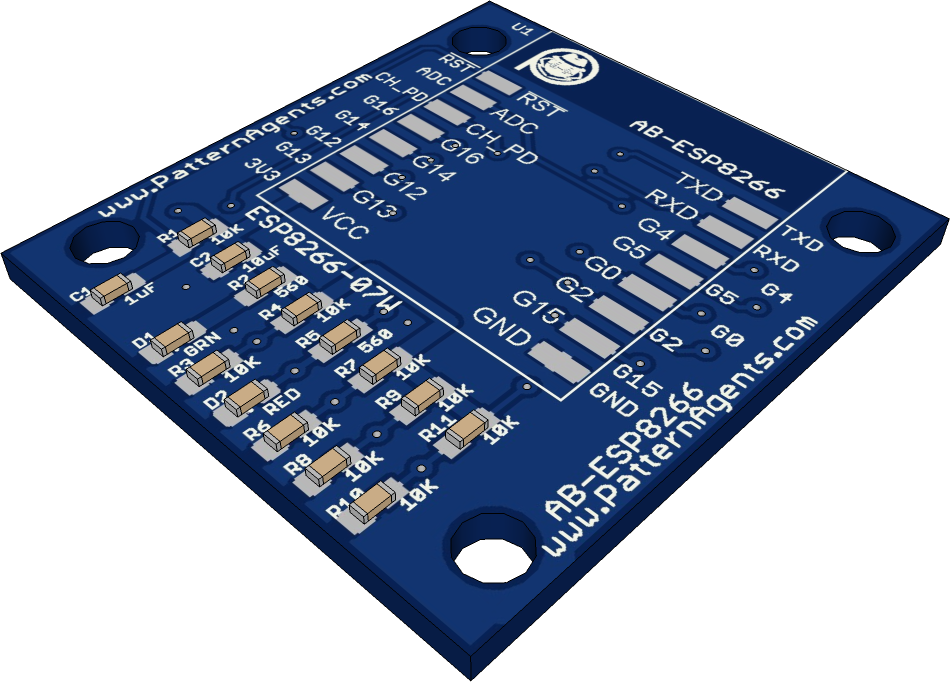 U1
RST
ADC
CH_PD
G16
G14
G12
G13
3V3
www.PatternAgents.com
RST
ADC
CH_PD
G16
G14
G12
G13
VCC
AB-ESP8266
TXD
RXD
G4
G5
G0
G2
G15
GND
TXD
RXD
G4
G5
G0
G2
G15
GND
ESP8266-07W
R1 10K
C1 1uF
C2 10uF
R2 560
R4 10K
D1 GRN
R5 560
R3 10K
R7 10K
D2 RED
R9 10K
R6 10K
R11 10K
R8 10K
R10 10K
AB-ESP8266
www.PatternAgents.com